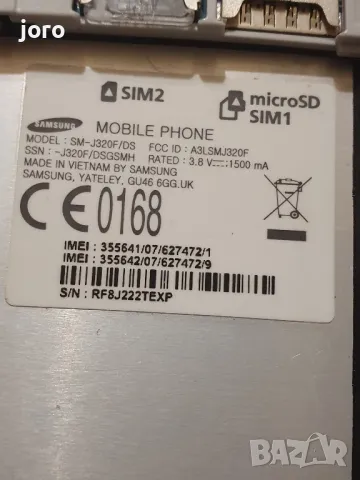 joro
SIM2
microSD
SIM1
SAMSUNG
MOBILE PHONE
MODEL : SM-J320F/DS FCC ID : A3LSMJ320F
SSN : -J320F/DSGSMH RATED : 3.8 V⎓1500 mA
MADE IN VIETNAM BY SAMSUNG
SAMSUNG, YATELEY, GU46 6GG.UK
CE0168
IMEI : 355641/07/627472/1
IMEI : 355642/07/627472/9
S/N : RF8J222TEXP
BAZAR
bg